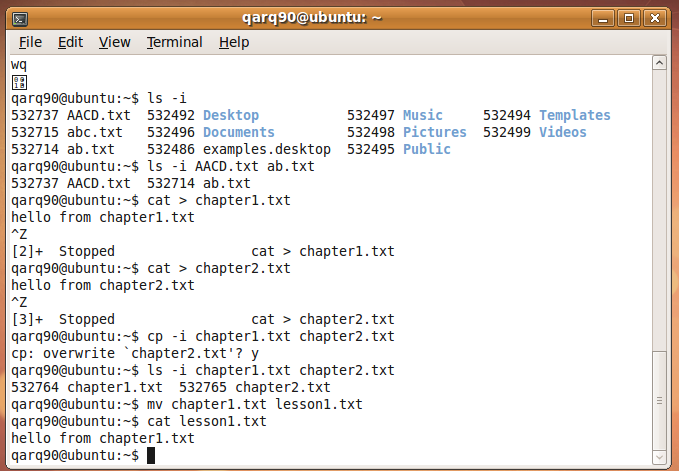 qarq90@ubuntu: ~
File Edit View Terminal Help
wq
qarq90@ubuntu:~$ ls -i
532737 AACD.txt  532492 Desktop           532497 Music     532494 Templates
532715 abc.txt   532496 Documents         532498 Pictures  532499 Videos
532714 ab.txt    532486 examples.desktop  532495 Public
qarq90@ubuntu:~$ ls -i AACD.txt ab.txt
532737 AACD.txt  532714 ab.txt
qarq90@ubuntu:~$ cat > chapter1.txt
hello from chapter1.txt
^Z
[2]+  Stopped                 cat > chapter1.txt
qarq90@ubuntu:~$ cat > chapter2.txt
hello from chapter2.txt
^Z
[3]+  Stopped                 cat > chapter2.txt
qarq90@ubuntu:~$ cp -i chapter1.txt chapter2.txt
cp: overwrite `chapter2.txt'? y
qarq90@ubuntu:~$ ls -i chapter1.txt chapter2.txt
532764 chapter1.txt  532765 chapter2.txt
qarq90@ubuntu:~$ mv chapter1.txt lesson1.txt
qarq90@ubuntu:~$ cat lesson1.txt
hello from chapter1.txt
qarq90@ubuntu:~$